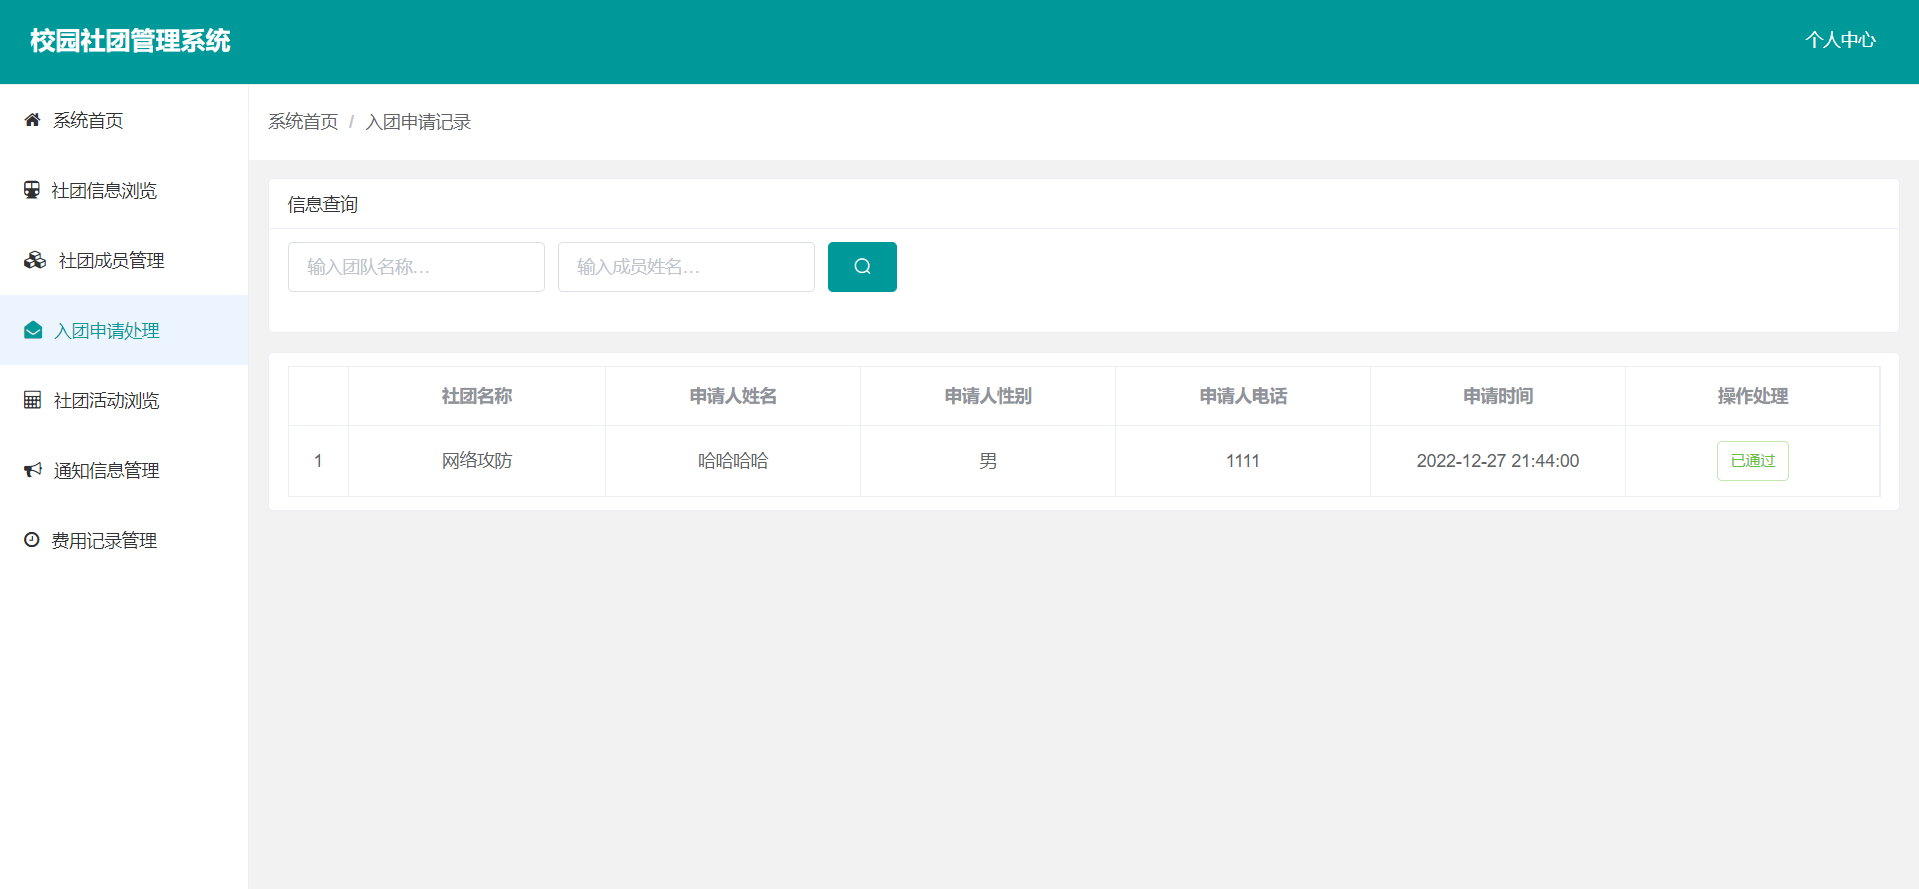 校园社团管理系统
个人中心
系统首页
社团信息浏览
社团成员管理
入团申请处理
社团活动浏览
通知信息管理
费用记录管理
系统首页 / 入团申请记录
信息查询
输入团队名称... 输入成员姓名...
社团名称 申请人姓名 申请人性别 申请人电话 申请时间 操作处理
1 网络攻防 哈哈哈哈 男 1111 2022-12-27 21:44:00 已通过